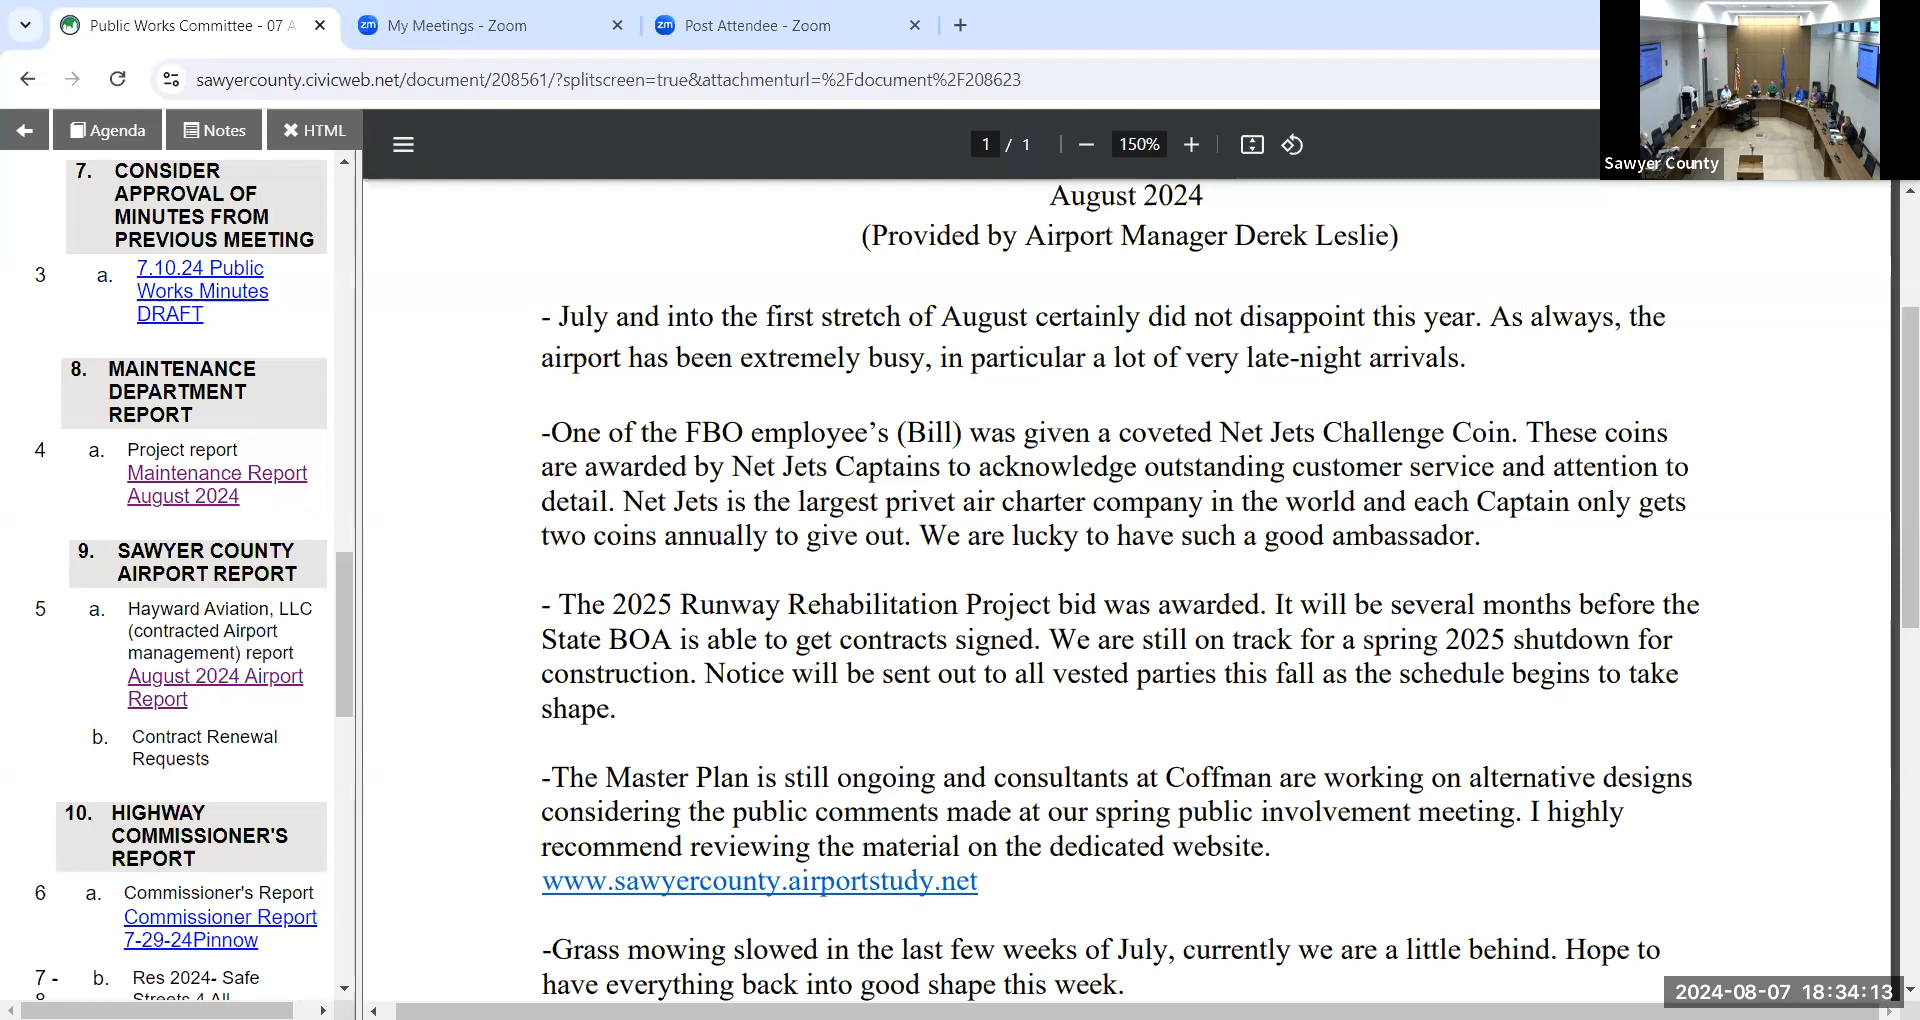 Public Works Committee - 07 A
My Meetings - Zoom
Post Attendee - Zoom
sawyercounty.civicweb.net/document/208561/?splitscreen=true&attachmenturl=%2Fdocument%2F208623
Agenda
Notes
HTML
1 / 1
150%
Sawyer County
7. CONSIDER
APPROVAL OF
MINUTES FROM
PREVIOUS MEETING
3 a. 7.10.24 Public
Works Minutes
DRAFT
8. MAINTENANCE
DEPARTMENT
REPORT
4 a. Project report
Maintenance Report
August 2024
9. SAWYER COUNTY
AIRPORT REPORT
5 a. Hayward Aviation, LLC
(contracted Airport
management) report
August 2024 Airport
Report
b. Contract Renewal
Requests
10. HIGHWAY
COMMISSIONER'S
REPORT
6 a. Commissioner's Report
Commissioner Report
7-29-24Pinnow
7 - b. Res 2024- Safe
8 Streets 4 All
August 2024
(Provided by Airport Manager Derek Leslie)
- July and into the first stretch of August certainly did not disappoint this year. As always, the
airport has been extremely busy, in particular a lot of very late-night arrivals.
-One of the FBO employee’s (Bill) was given a coveted Net Jets Challenge Coin. These coins
are awarded by Net Jets Captains to acknowledge outstanding customer service and attention to
detail. Net Jets is the largest privet air charter company in the world and each Captain only gets
two coins annually to give out. We are lucky to have such a good ambassador.
- The 2025 Runway Rehabilitation Project bid was awarded. It will be several months before the
State BOA is able to get contracts signed. We are still on track for a spring 2025 shutdown for
construction. Notice will be sent out to all vested parties this fall as the schedule begins to take
shape.
-The Master Plan is still ongoing and consultants at Coffman are working on alternative designs
considering the public comments made at our spring public involvement meeting. I highly
recommend reviewing the material on the dedicated website.
www.sawyercounty.airportstudy.net
-Grass mowing slowed in the last few weeks of July, currently we are a little behind. Hope to
have everything back into good shape this week.
2024-08-07 18:34:13